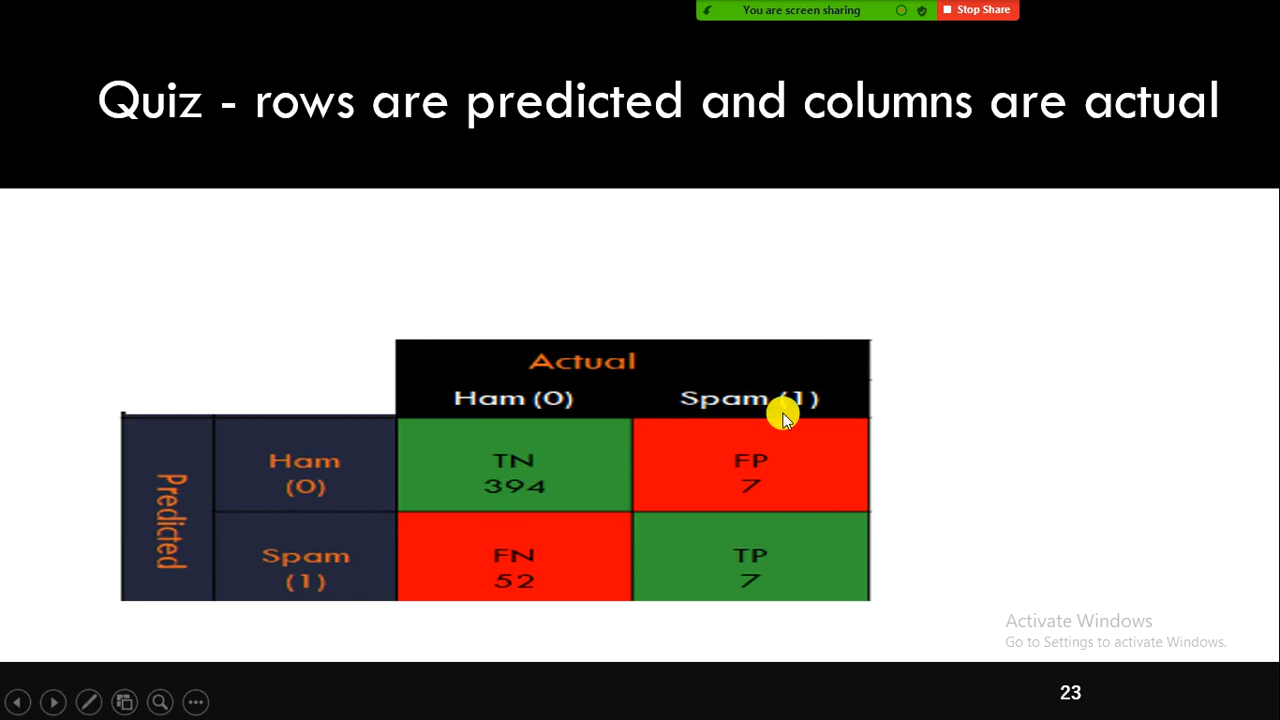 You are screen sharing
Stop Share
Quiz - rows are predicted and columns are actual
Actual
Ham (0) Spam (1)
Predicted
Ham
(0)
TN
394
FP
7
Spam
(1)
FN
52
TP
7
Activate Windows
Go to Settings to activate Windows.
23